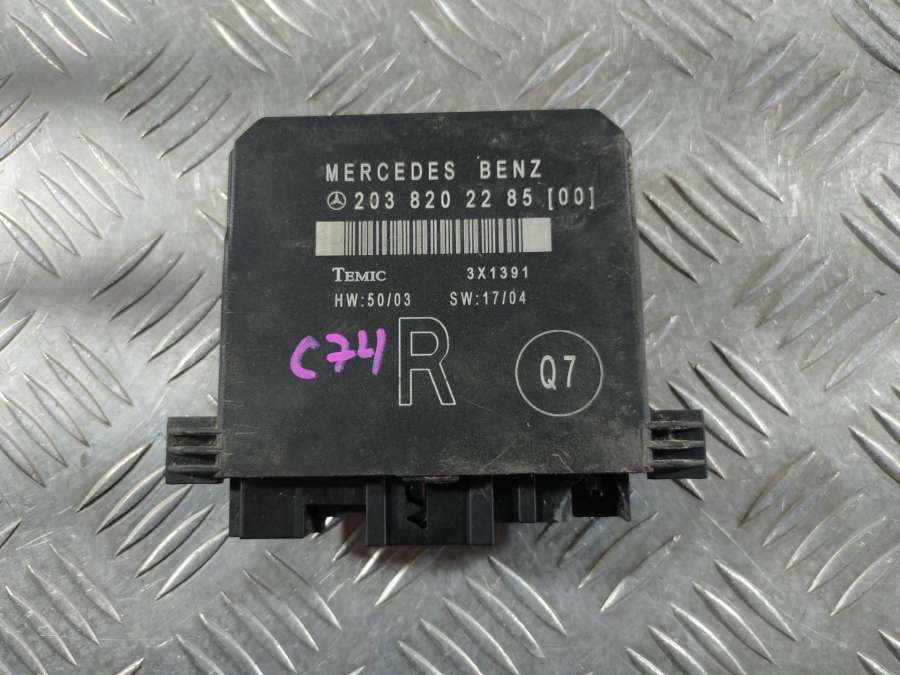 MERCEDES BENZ
203 820 22 85 [00]
TEMIC 3X1391
HW:50/03 SW:17/04
C74 R Q7